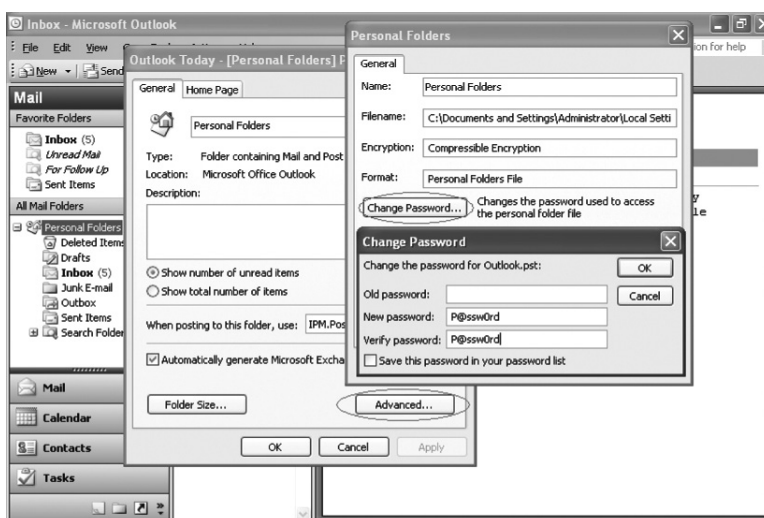 Inbox - Microsoft Outlook
File Edit View
ion for help
New Send
Mail
Favorite Folders
Inbox (5)
Unread Mail
For Follow Up
Sent Items
All Mail Folders
Personal Folders
Deleted Items
Drafts
Inbox (5)
Junk E-mail
Outbox
Sent Items
Search Folder
Mail
Calendar
Contacts
Tasks
Outlook Today - [Personal Folders] P
General Home Page
Personal Folders
Type: Folder containing Mail and Post
Location: Microsoft Office Outlook
Description:
Show number of unread items
Show total number of items
When posting to this folder, use: IPM.Pos
Automatically generate Microsoft Excha
Folder Size... Advanced...
OK Cancel Apply
Personal Folders
General
Name: Personal Folders
Filename: C:\Documents and Settings\Administrator\Local Setti
Encryption: Compressible Encryption
Format: Personal Folders File
Change Password... Changes the password used to access
the personal folder file
Change Password
Change the password for Outlook.pst:
OK
Old password: Cancel
New password: P@ssw0rd
Verify password: P@ssw0rd
Save this password in your password list
y
le